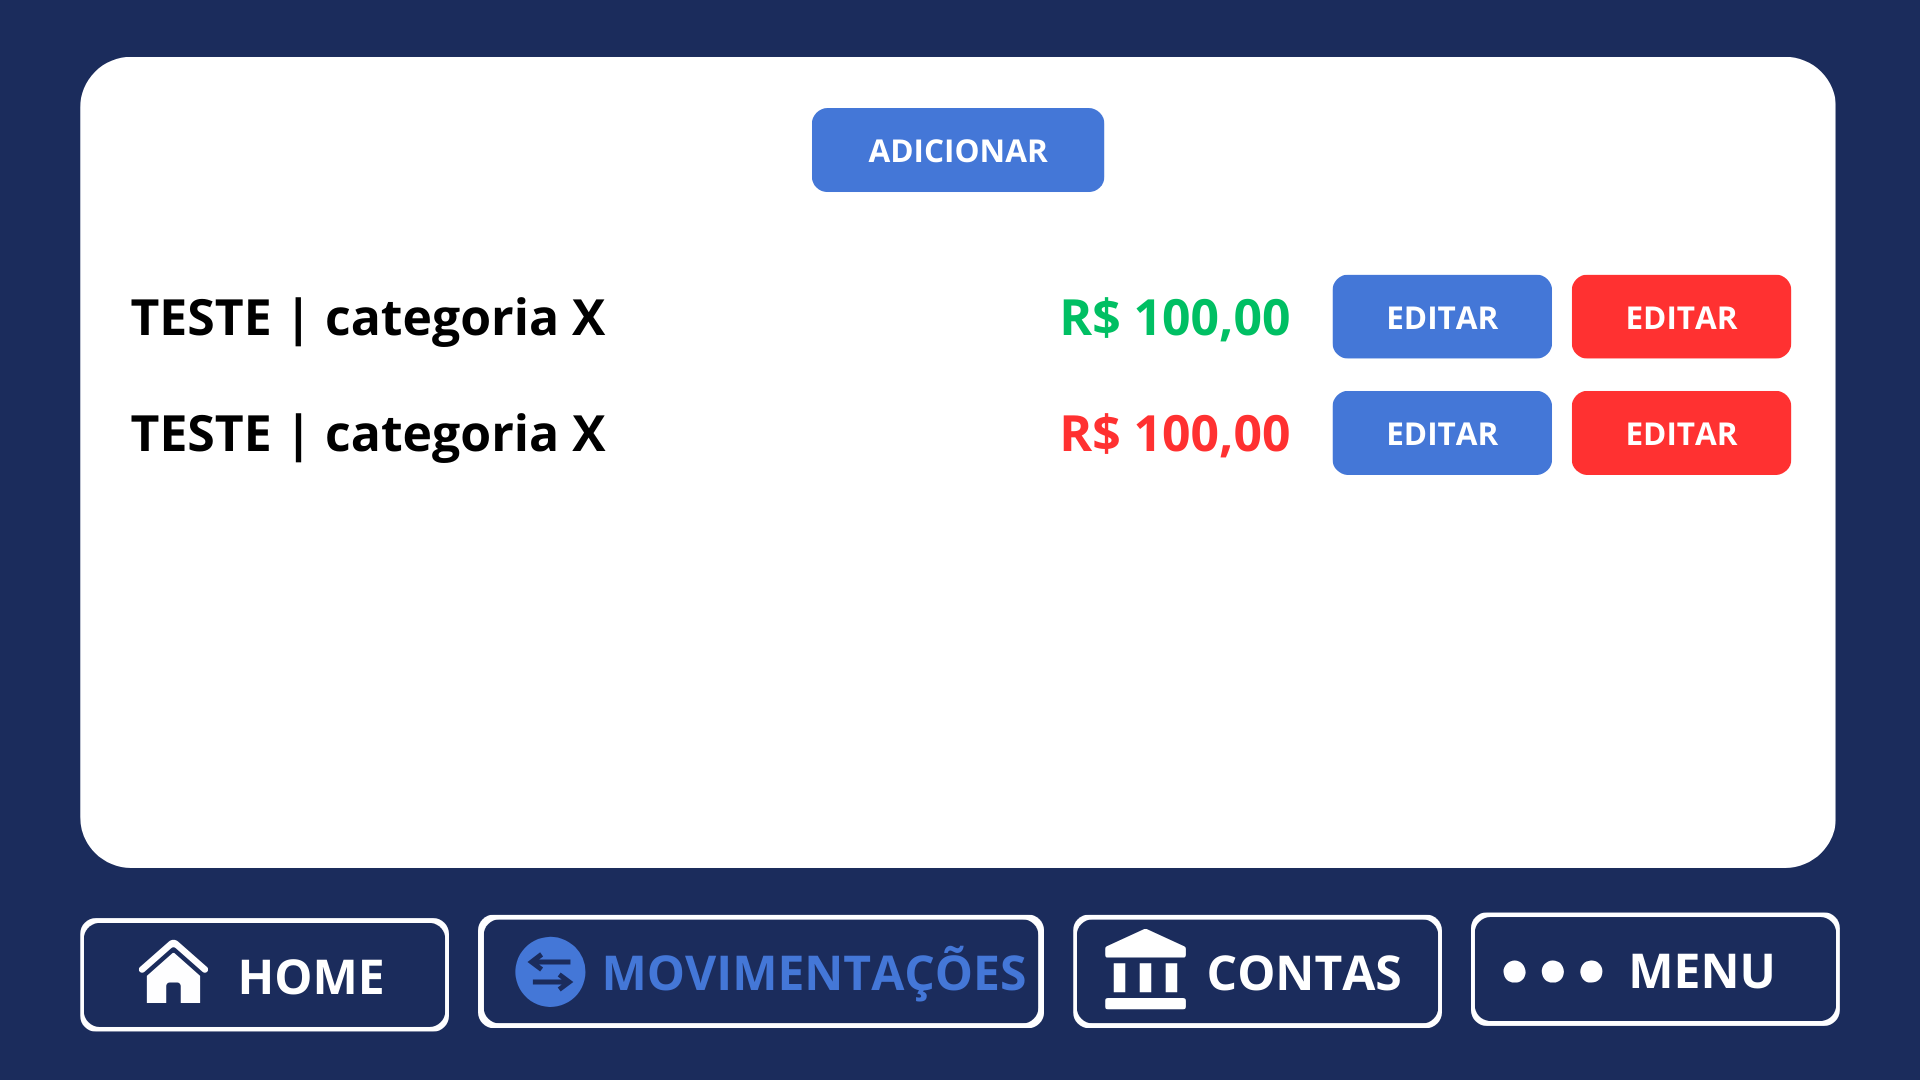 ADICIONAR
TESTE | categoria X R$ 100,00 EDITAR EDITAR
TESTE | categoria X R$ 100,00 EDITAR EDITAR
HOME MOVIMENTAÇÕES CONTAS MENU